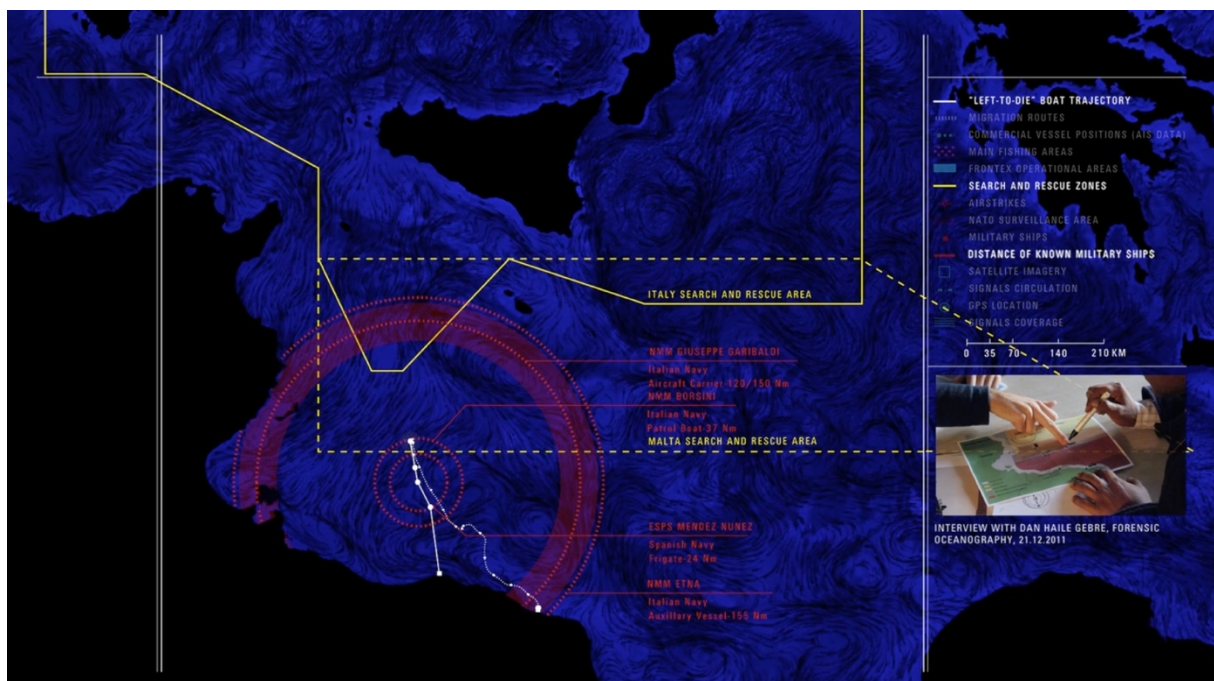 "LEFT-TO-DIE" BOAT TRAJECTORY
MIGRATION ROUTES
COMMERCIAL VESSEL POSITIONS (AIS DATA)
MAIN FISHING AREAS
FRONTEX OPERATIONAL AREAS
SEARCH AND RESCUE ZONES
AIRSTRIKES
NATO SURVEILLANCE AREA
MILITARY SHIPS
DISTANCE OF KNOWN MILITARY SHIPS
SATELLITE IMAGERY
SIGNALS CIRCULATION
GPS LOCATION
SIGNALS COVERAGE
0 35 70 140 210 KM
ITALY SEARCH AND RESCUE AREA
NMM GIUSEPPE GARIBALDI
Italian Navy
Aircraft Carrier-120/150 Nm
NMM BORSINI
Italian Navy
Patrol Boat-37 Nm
MALTA SEARCH AND RESCUE AREA
ESPS MENDEZ NUNEZ
Spanish Navy
Frigate-24 Nm
NMM ETNA
Italian Navy
Auxillary Vessel-155 Nm
INTERVIEW WITH DAN HAILE GEBRE, FORENSIC
OCEANOGRAPHY, 21.12.2011